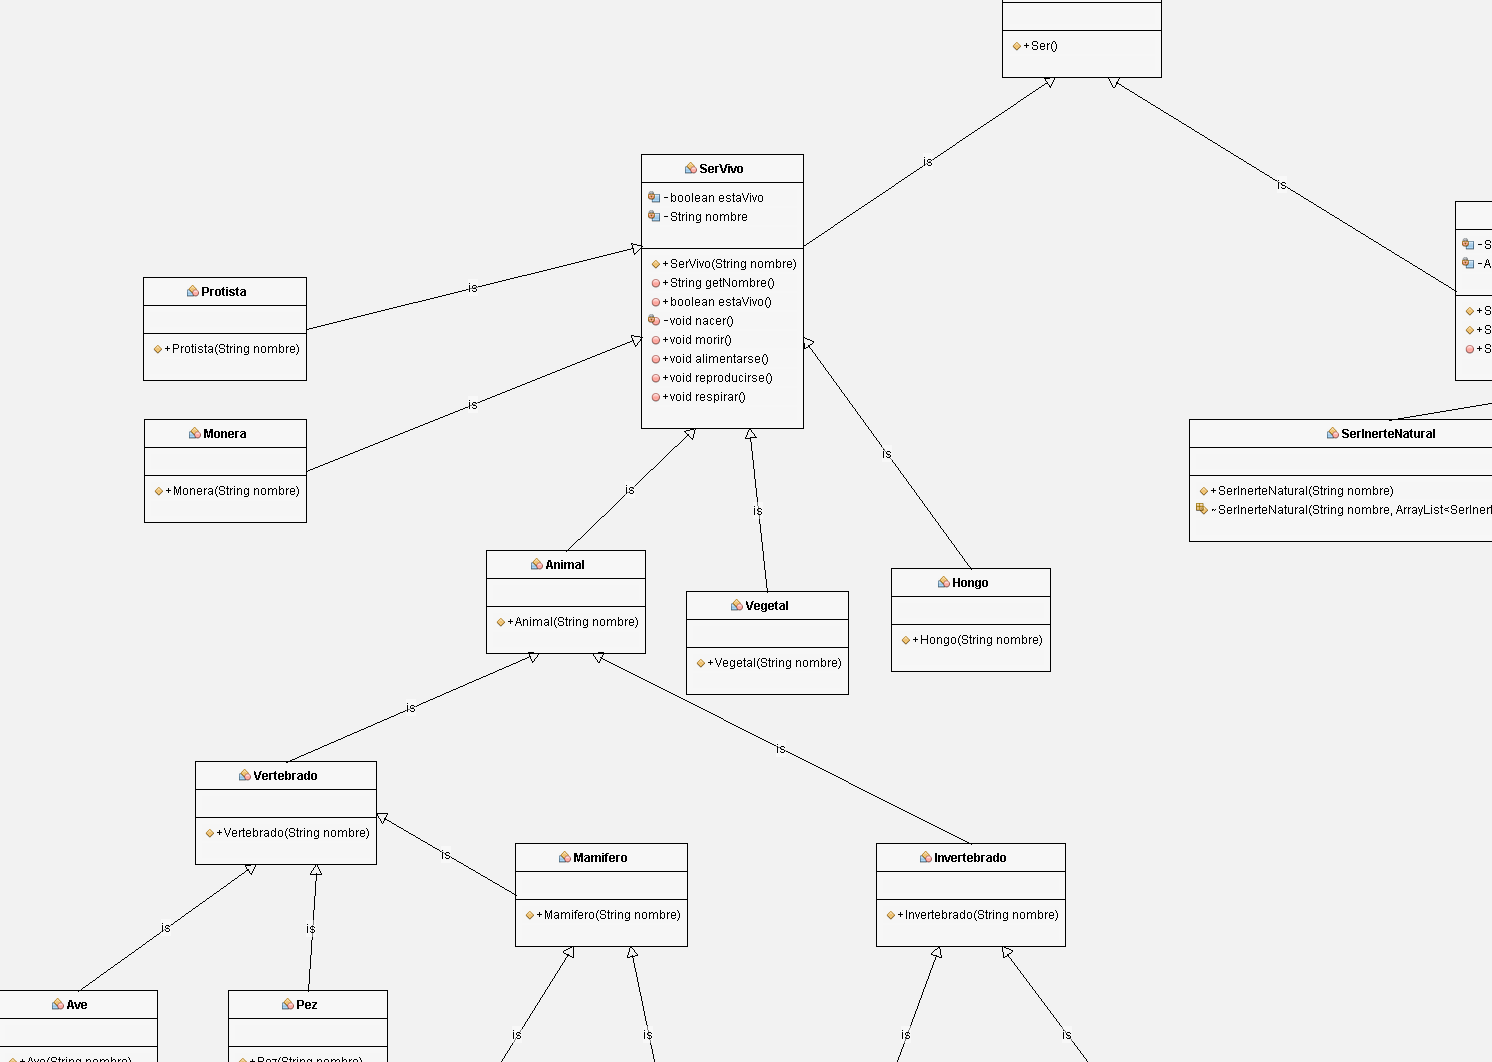 +Ser()
is
is
SerVivo
-boolean estaVivo
-String nombre
+SerVivo(String nombre)
+String getNombre()
+boolean estaVivo()
-void nacer()
+void morir()
+void alimentarse()
+void reproducirse()
+void respirar()
-S
-A
+S
+S
+S
is
Protista
+Protista(String nombre)
is
Monera
+Monera(String nombre)
SerInerteNatural
+SerInerteNatural(String nombre)
~SerInerteNatural(String nombre, ArrayList<SerInert
is
is
is
Animal
+Animal(String nombre)
Vegetal
+Vegetal(String nombre)
Hongo
+Hongo(String nombre)
is
is
Vertebrado
+Vertebrado(String nombre)
is
Mamifero
+Mamifero(String nombre)
Invertebrado
+Invertebrado(String nombre)
is
is
Ave
+Ave(String nombre)
Pez
+Pez(String nombre)
is
is
is
is